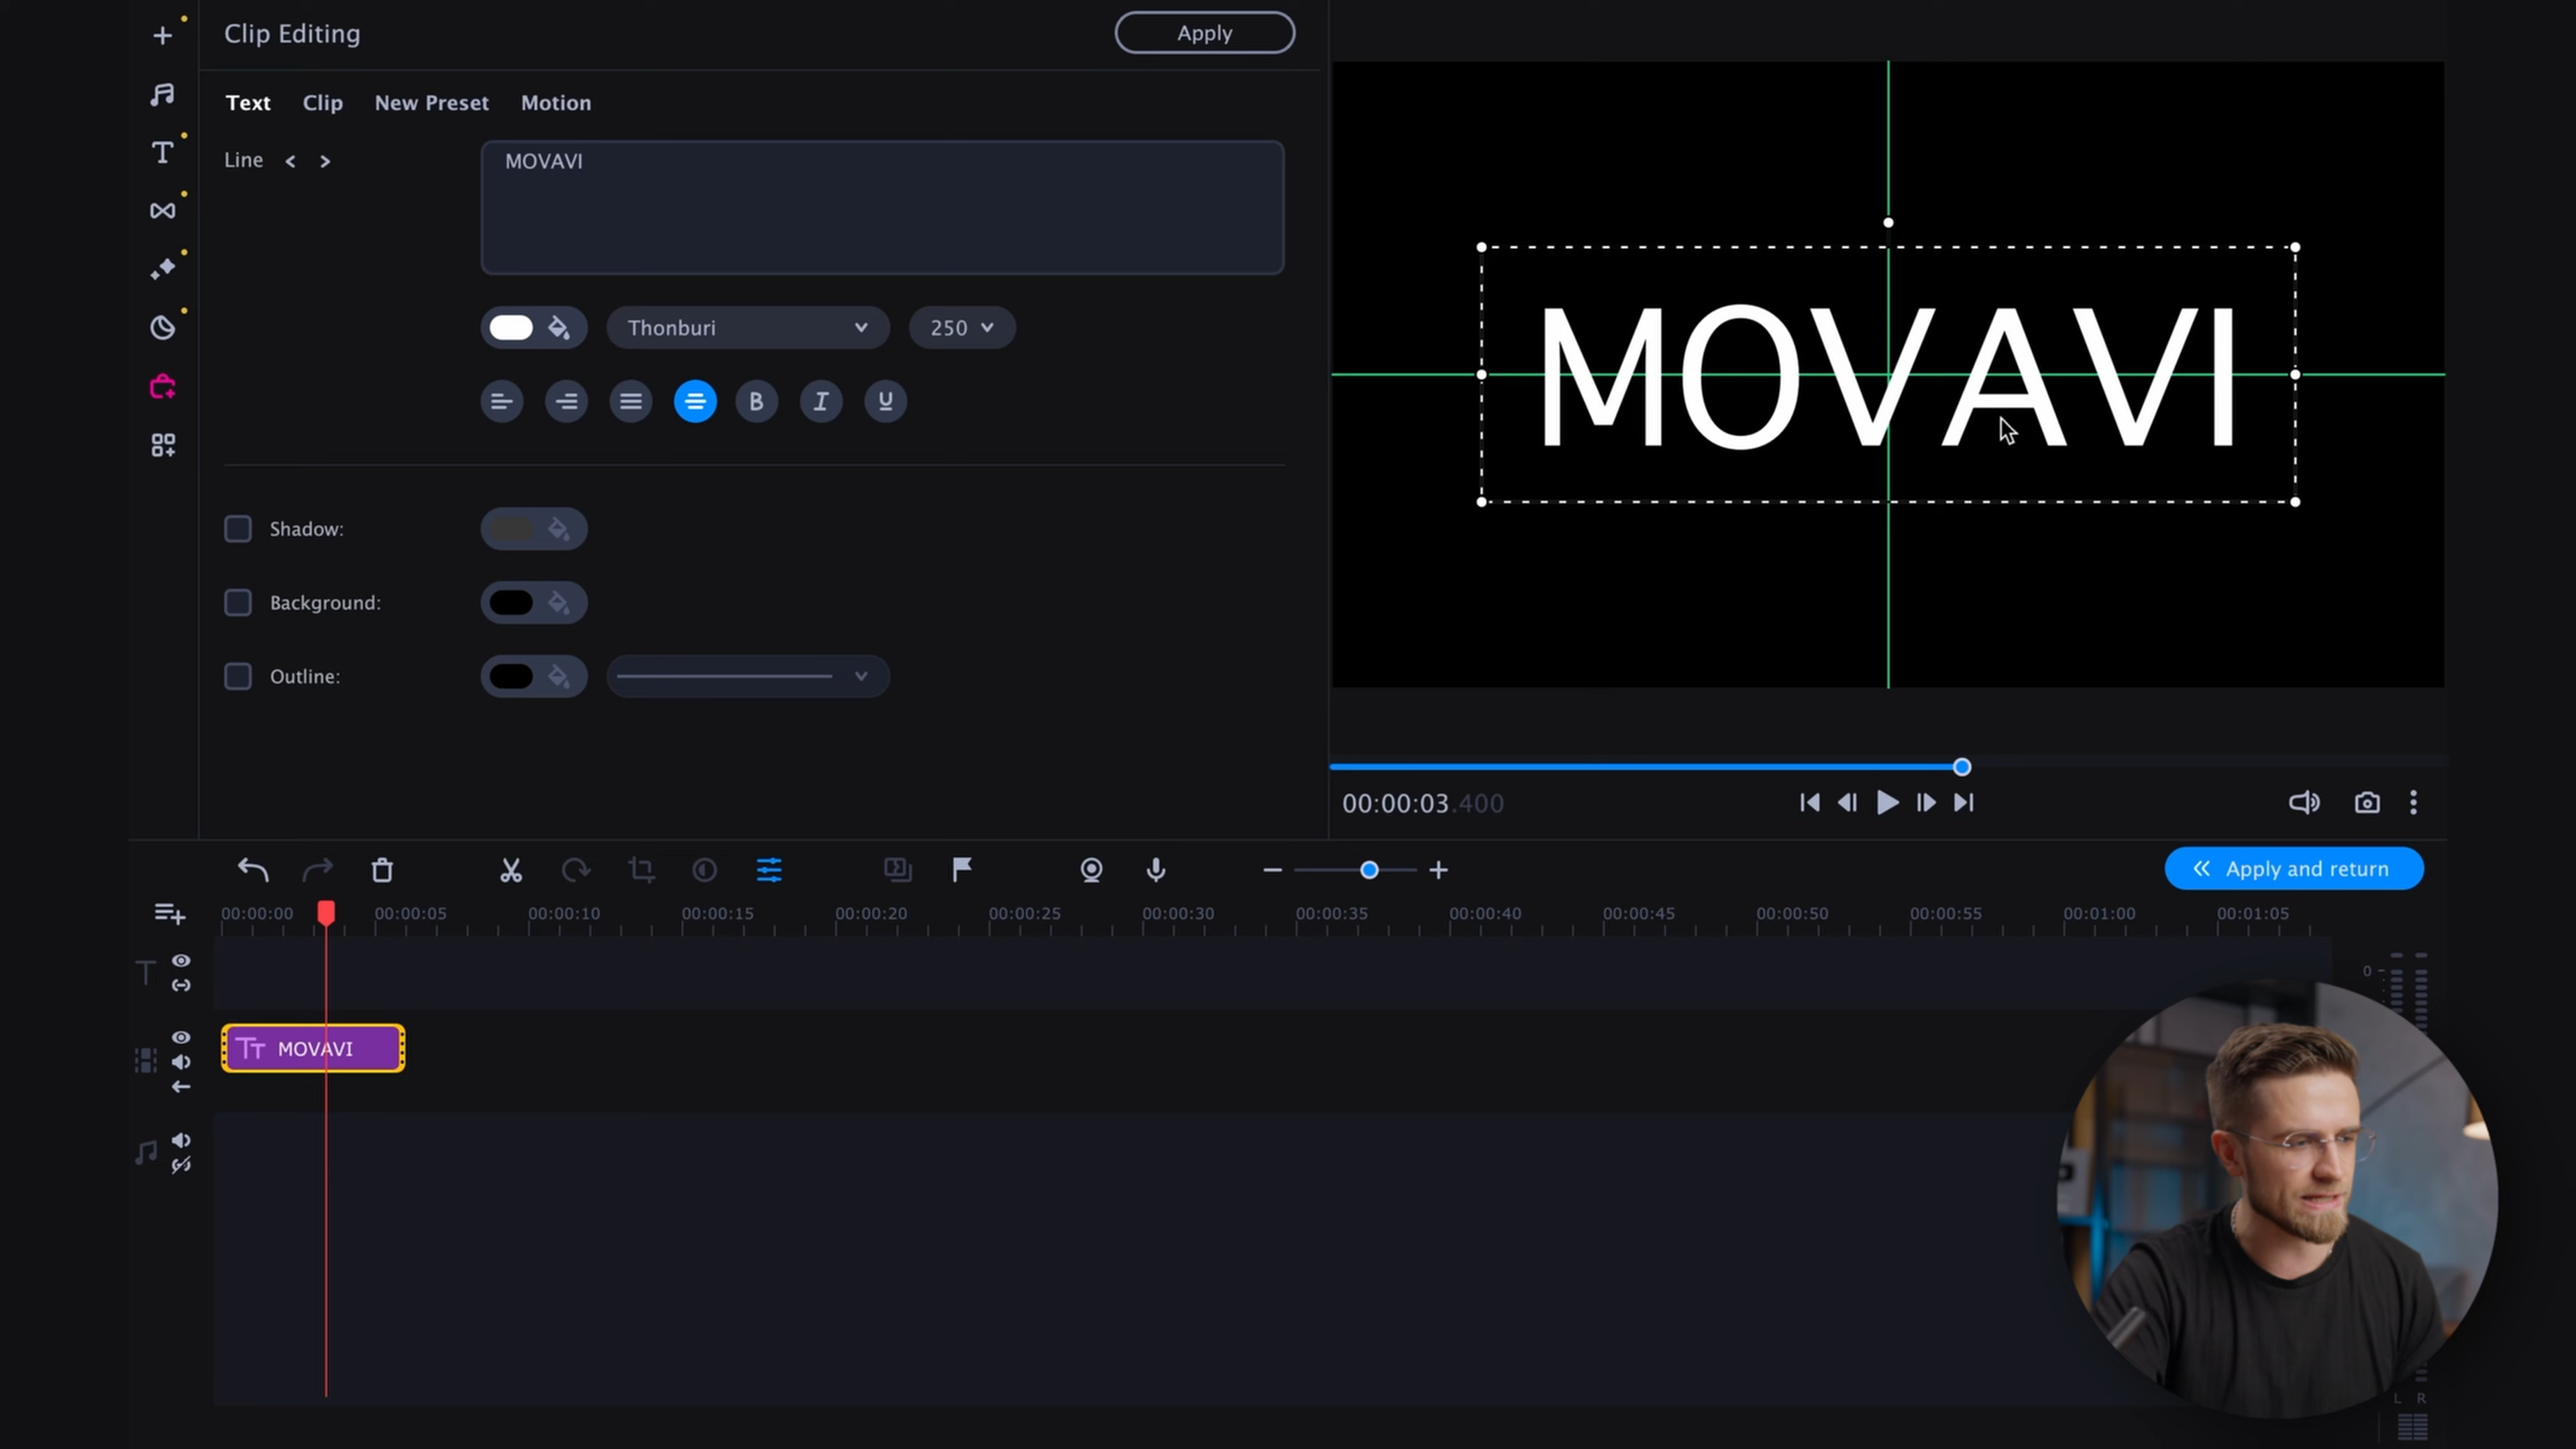 Clip Editing
Apply
Text Clip New Preset Motion
Line < >
MOVAVI
Thonburi 250
B I U
Shadow:
Background:
Outline:
MOVAVI
00:00:03.400
Apply and return
00:00:00 00:00:05 00:00:10 00:00:15 00:00:20 00:00:25 00:00:30 00:00:35 00:00:40 00:00:45 00:00:50 00:00:55 00:01:00 00:01:05
0
MOVAVI
L R